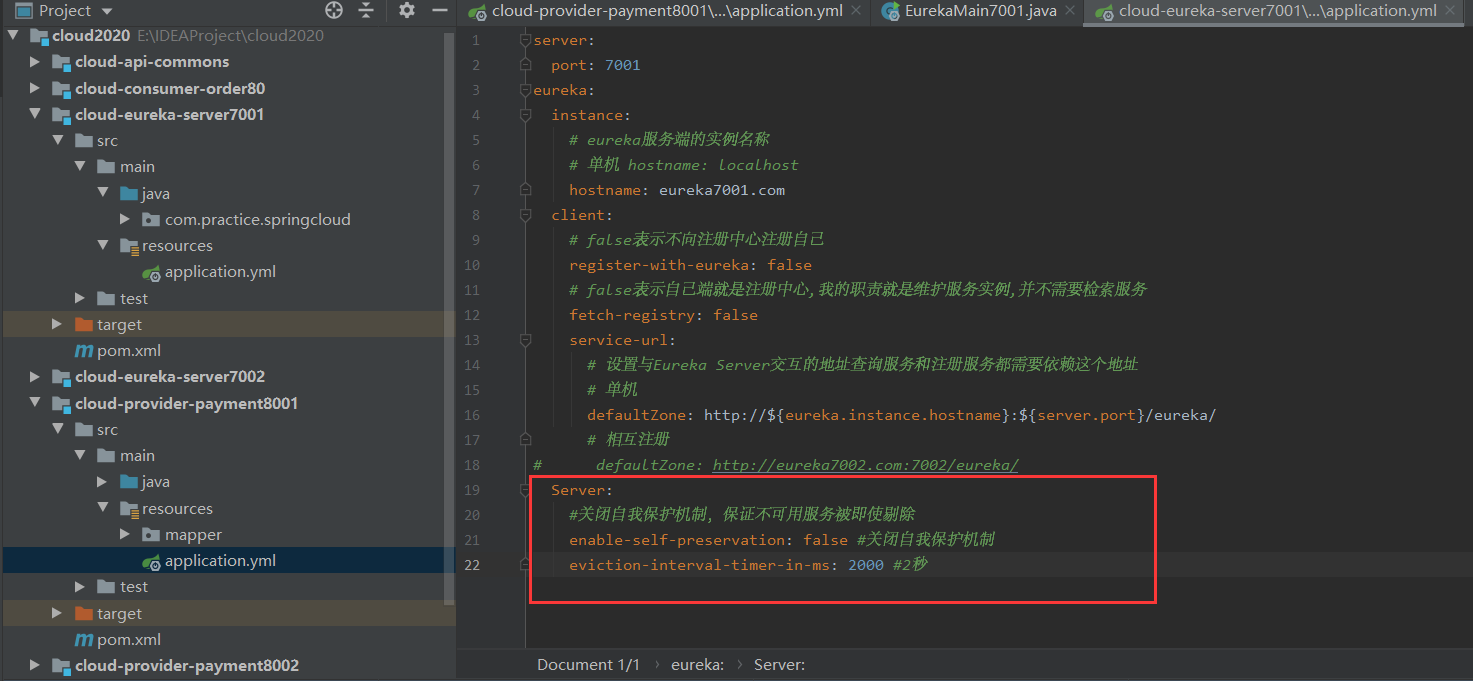 Project
cloud2020 E:\IDEAProject\cloud2020
cloud-api-commons
cloud-consumer-order80
cloud-eureka-server7001
src
main
java
com.practice.springcloud
resources
application.yml
test
target
pom.xml
cloud-eureka-server7002
cloud-provider-payment8001
src
main
java
resources
mapper
application.yml
test
target
pom.xml
cloud-provider-payment8002
cloud-provider-payment8001\...\application.yml
EurekaMain7001.java
cloud-eureka-server7001\...\application.yml
1 server:
2 port: 7001
3 eureka:
4 instance:
5 # eureka服务端的实例名称
6 # 单机 hostname: localhost
7 hostname: eureka7001.com
8 client:
9 # false表示不向注册中心注册自己
10 register-with-eureka: false
11 # false表示自己端就是注册中心,我的职责就是维护服务实例,并不需要检索服务
12 fetch-registry: false
13 service-url:
14 # 设置与Eureka Server交互的地址查询服务和注册服务都需要依赖这个地址
15 # 单机
16 defaultZone: http://${eureka.instance.hostname}:${server.port}/eureka/
17 # 相互注册
18 # defaultZone: http://eureka7002.com:7002/eureka/
19 Server:
20 #关闭自我保护机制，保证不可用服务被即使剔除
21 enable-self-preservation: false #关闭自我保护机制
22 eviction-interval-timer-in-ms: 2000 #2秒
Document 1/1 › eureka: › Server: